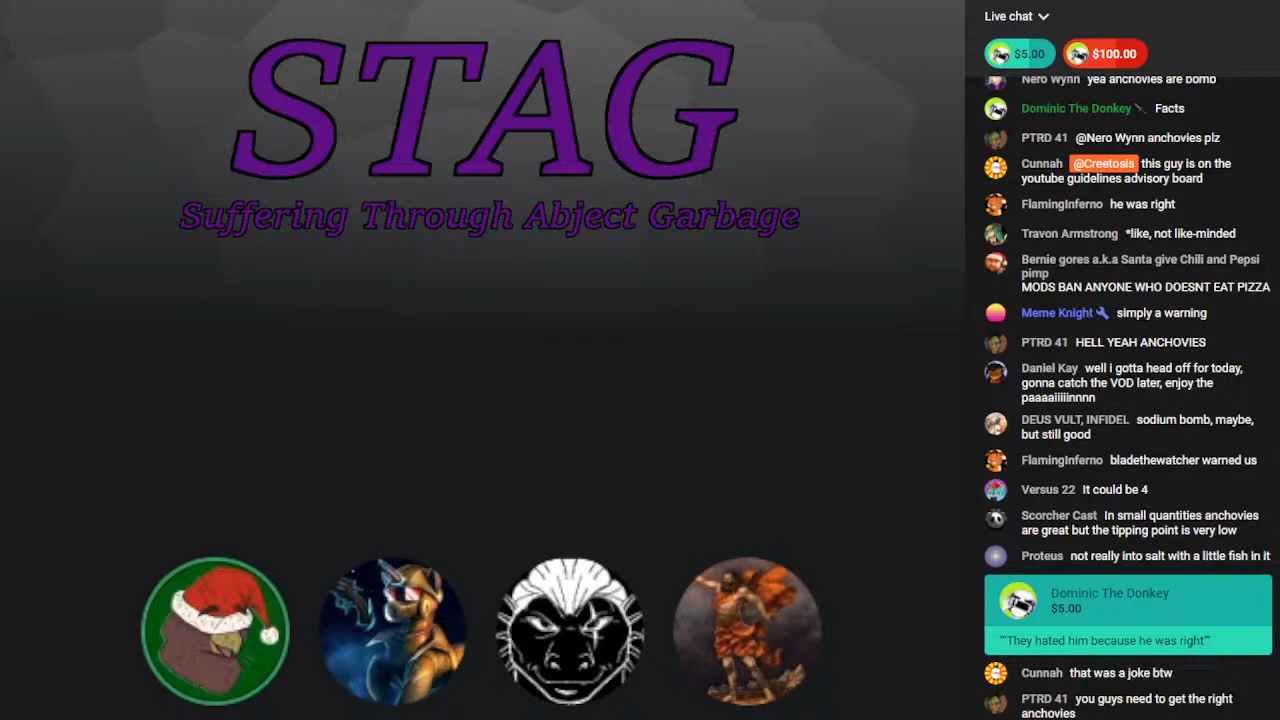 STAG
Suffering Through Abject Garbage
Live chat
$5.00
$100.00
Nero Wynn yea anchovies are bomb
Dominic The Donkey Facts
PTRD 41 @Nero Wynn anchovies plz
Cunnah @Creetosis this guy is on the
youtube guidelines advisory board
FlamingInferno he was right
Travon Armstrong *like, not like-minded
Bernie gores a.k.a Santa give Chili and Pepsi
pimp
MODS BAN ANYONE WHO DOESNT EAT PIZZA
Meme Knight simply a warning
PTRD 41 HELL YEAH ANCHOVIES
Daniel Kay well i gotta head off for today,
gonna catch the VOD later, enjoy the
paaaaiiiiinnnn
DEUS VULT, INFIDEL sodium bomb, maybe,
but still good
FlamingInferno bladethewatcher warned us
Versus 22 It could be 4
Scorcher Cast In small quantities anchovies
are great but the tipping point is very low
Proteus not really into salt with a little fish in it
Dominic The Donkey
$5.00
""They hated him because he was right""
Cunnah that was a joke btw
PTRD 41 you guys need to get the right
anchovies